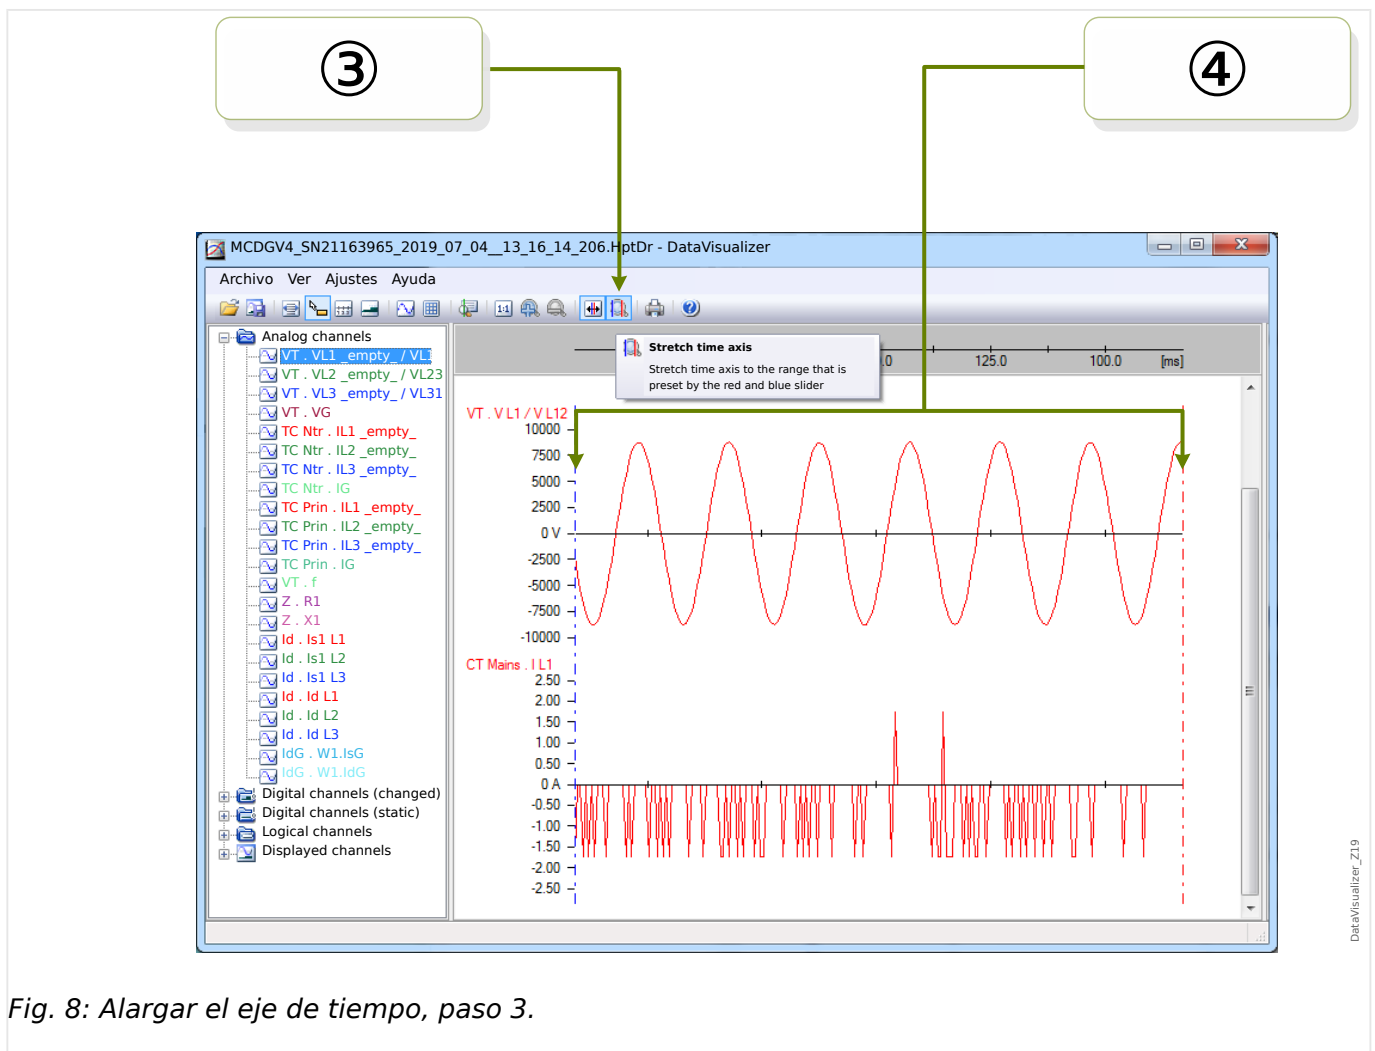 ③
④
MCDGV4_SN21163965_2019_07_04__13_16_14_206.HptDr - DataVisualizer
Archivo Ver Ajustes Ayuda
1:1
Analog channels
VT . VL1 _empty_ / VL1
VT . VL2 _empty_ / VL23
VT . VL3 _empty_ / VL31
VT . VG
TC Ntr . IL1 _empty_
TC Ntr . IL2 _empty_
TC Ntr . IL3 _empty_
TC Ntr . IG
TC Prin . IL1 _empty_
TC Prin . IL2 _empty_
TC Prin . IL3 _empty_
TC Prin . IG
VT . f
Z . R1
Z . X1
Id . Is1 L1
Id . Is1 L2
Id . Is1 L3
Id . Id L1
Id . Id L2
Id . Id L3
IdG . W1.IsG
IdG . W1.IdG
Digital channels (changed)
Digital channels (static)
Logical channels
Displayed channels
Stretch time axis
Stretch time axis to the range that is
preset by the red and blue slider
.0 125.0 100.0 [ms]
VT . V L1 / V L12
10000
7500
5000
2500
0 V
-2500
-5000
-7500
-10000
CT Mains . I L1
2.50
2.00
1.50
1.00
0.50
0 A
-0.50
-1.00
-1.50
-2.00
-2.50
DataVisualizer_Z19
Fig. 8: Alargar el eje de tiempo, paso 3.